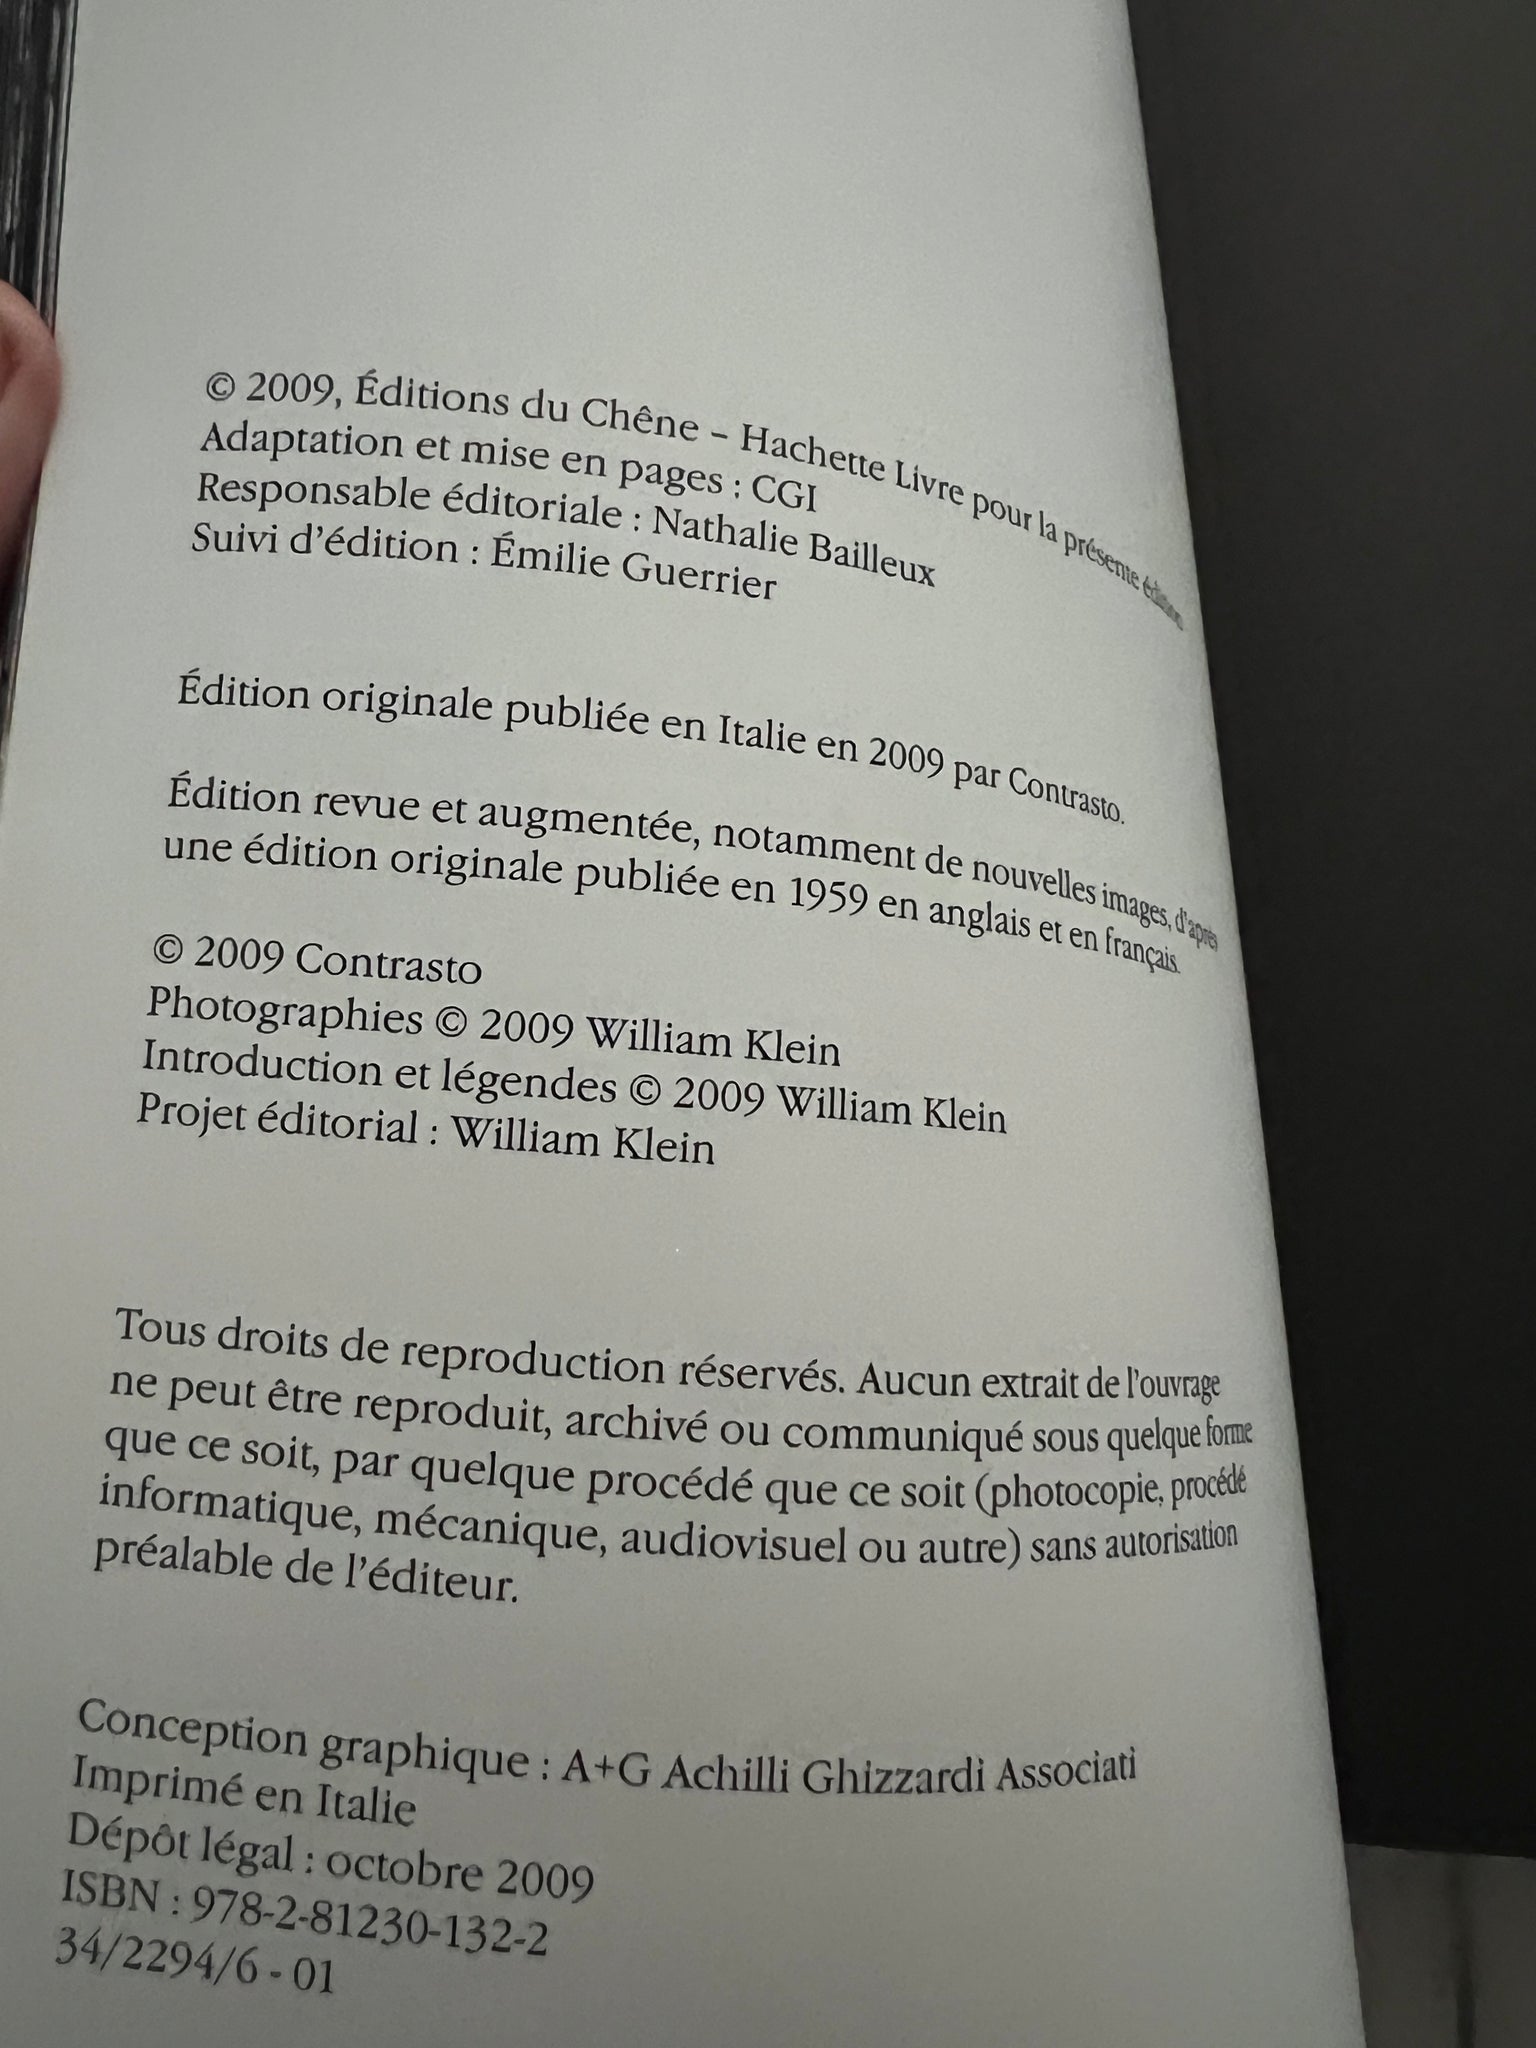 © 2009, Éditions du Chêne – Hachette Livre pour la présente édition
Adaptation et mise en pages : CGI
Responsable éditoriale : Nathalie Bailleux
Suivi d'édition : Émilie Guerrier
Édition originale publiée en Italie en 2009 par Contrasto.
Édition revue et augmentée, notamment de nouvelles images, d'après
une édition originale publiée en 1959 en anglais et en français.
© 2009 Contrasto
Photographies © 2009 William Klein
Introduction et légendes © 2009 William Klein
Projet éditorial : William Klein
Tous droits de reproduction réservés. Aucun extrait de l'ouvrage
ne peut être reproduit, archivé ou communiqué sous quelque forme
que ce soit, par quelque procédé que ce soit (photocopie, procédé
informatique, mécanique, audiovisuel ou autre) sans autorisation
préalable de l'éditeur.
Conception graphique : A+G Achilli Ghizzardi Associati
Imprimé en Italie
Dépôt légal : octobre 2009
ISBN : 978-2-81230-132-2
34/2294/6 - 01